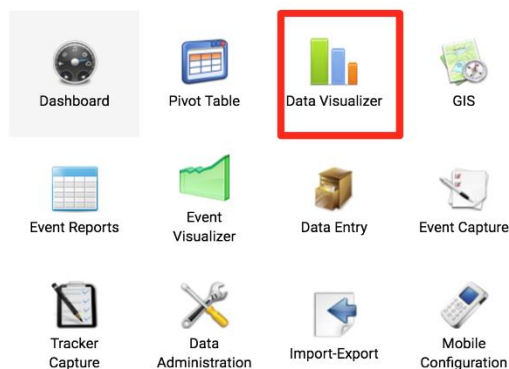 Dashboard
Pivot Table
Data Visualizer
GIS
Event Reports
Event
Visualizer
Data Entry
Event Capture
Tracker
Capture
Data
Administration
Import-Export
Mobile
Configuration